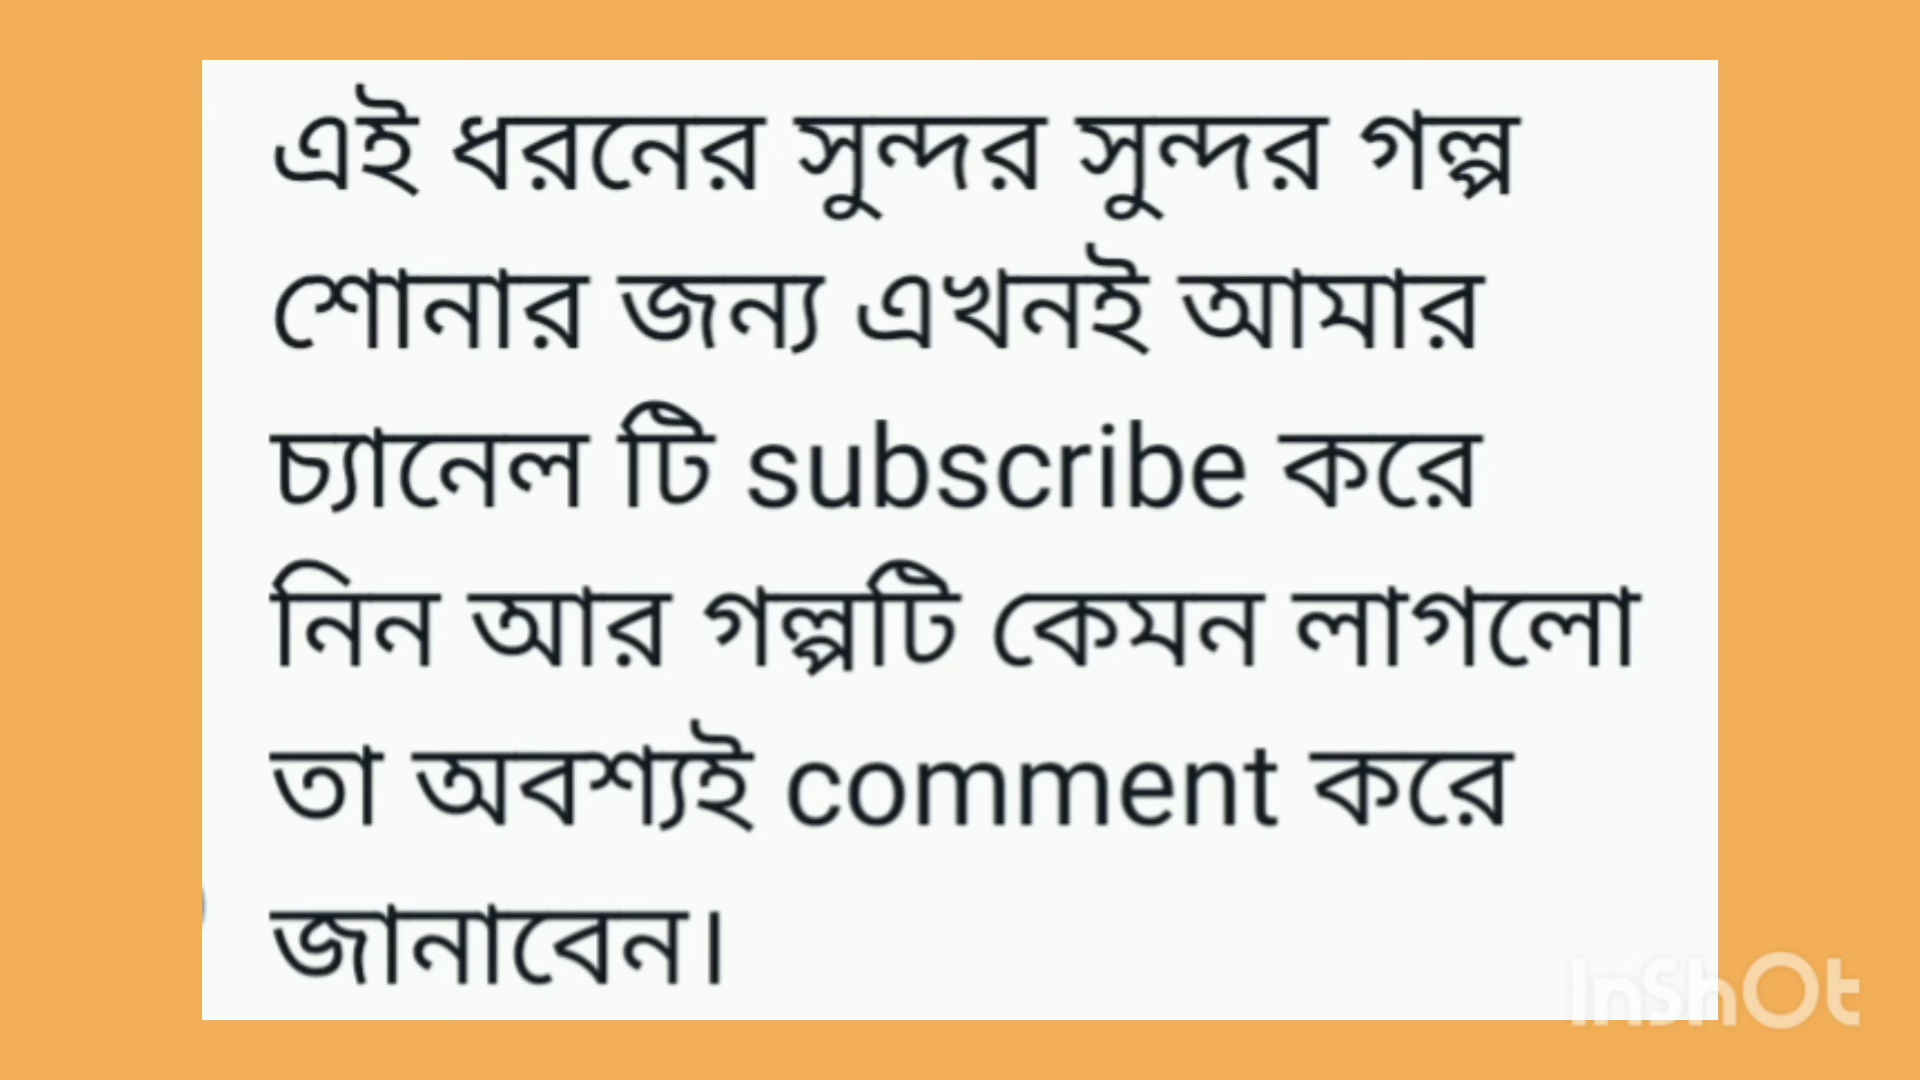 এই ধরনের সুন্দর সুন্দর গল্প
শোনার জন্য এখনই আমার
চ্যানেল টি subscribe করে
নিন আর গল্পটি কেমন লাগলো
তা অবশ্যই comment করে
জানাবেন।
InShOt